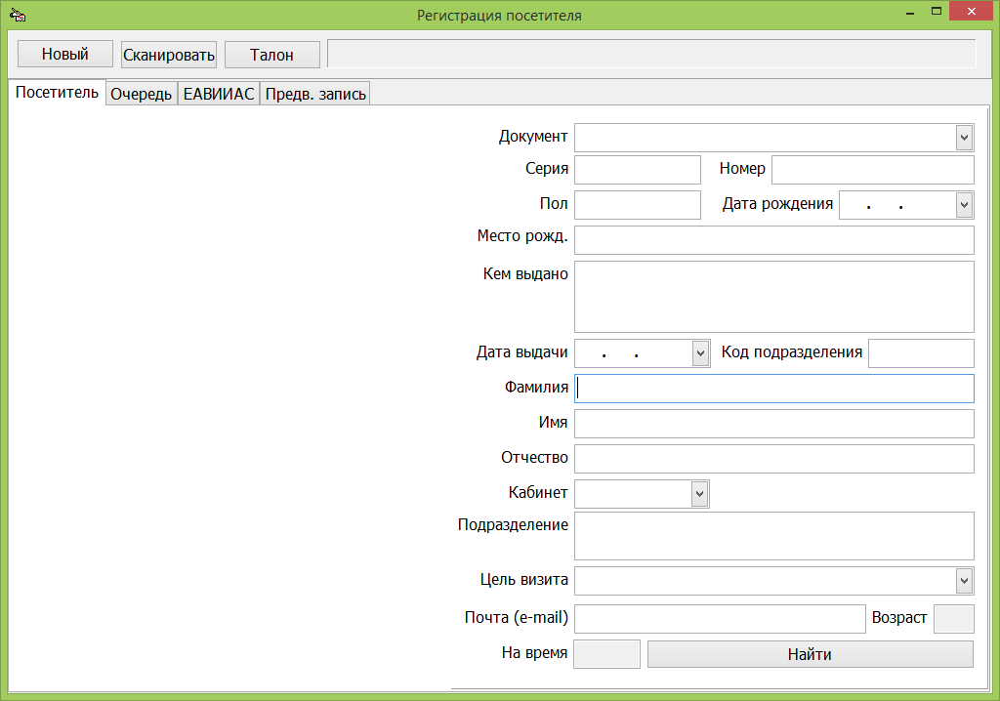 Регистрация посетителя
Новый Сканировать Талон
Посетитель Очередь ЕАВИИАС Предв. запись
Документ
Серия Номер
Пол Дата рождения . .
Место рожд.
Кем выдано
Дата выдачи . . Код подразделения
Фамилия
Имя
Отчество
Кабинет
Подразделение
Цель визита
Почта (e-mail) Возраст
На время Найти